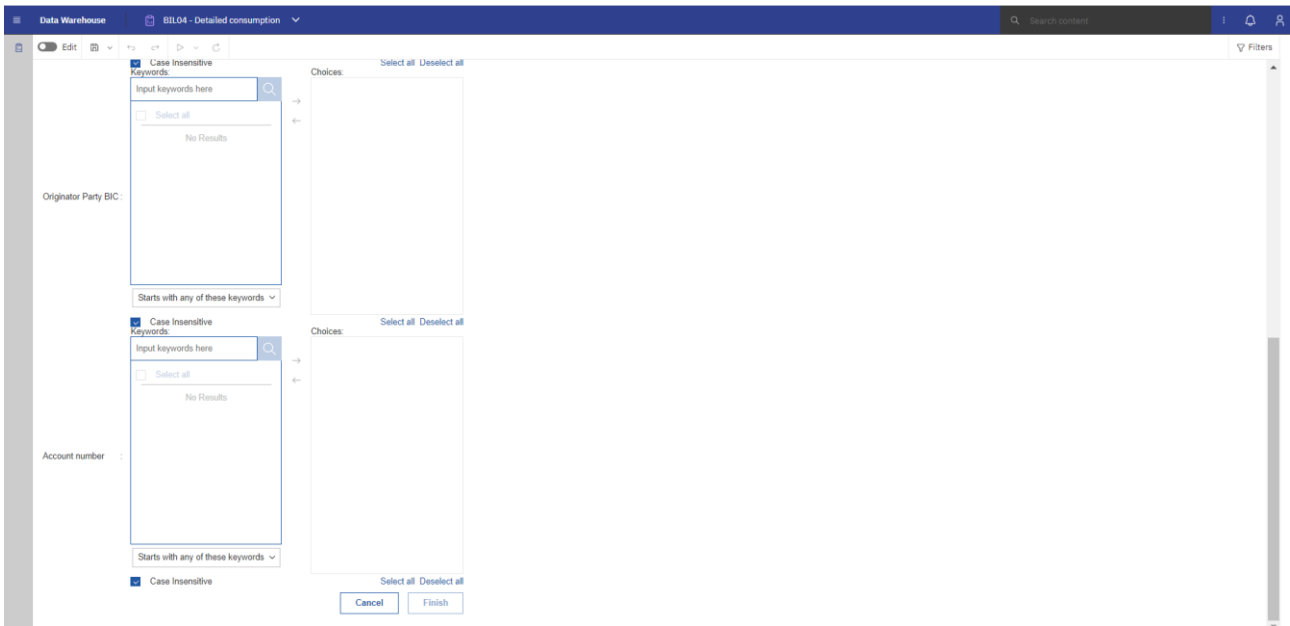 Data Warehouse
BIL04 - Detailed consumption
Search content
Edit
Filters
Case Insensitive
Select all Deselect all
Keywords:
Choices:
Input keywords here
Select all
No Results
Originator Party BIC :
Starts with any of these keywords
Case Insensitive
Select all Deselect all
Keywords:
Choices:
Input keywords here
Select all
No Results
Account number :
Starts with any of these keywords
Case Insensitive
Select all Deselect all
Cancel
Finish